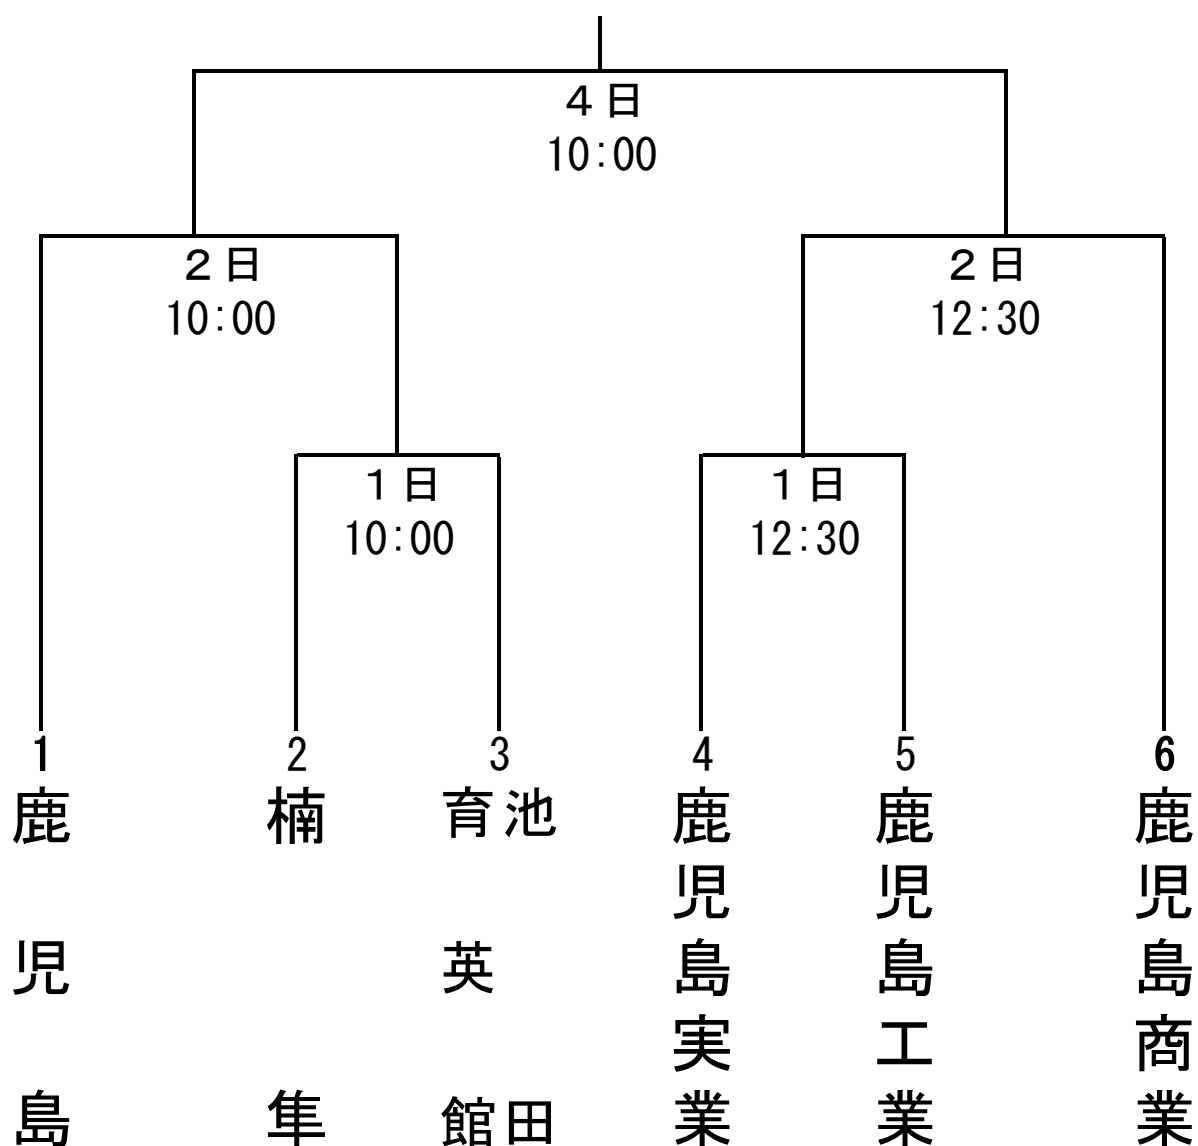 ４日
10:00
２日
10:00
２日
12:30
１日
10:00
１日
12:30
1
2
3
4
5
6
鹿児島
楠隼
池田
育英館
鹿児島実業
鹿児島工業
鹿児島商業